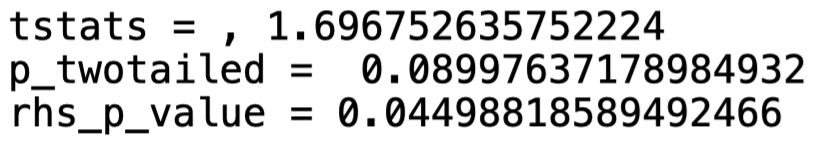 tstats = , 1.696752635752224
p_twotailed =  0.08997637178984932
rhs_p_value = 0.04498818589492466